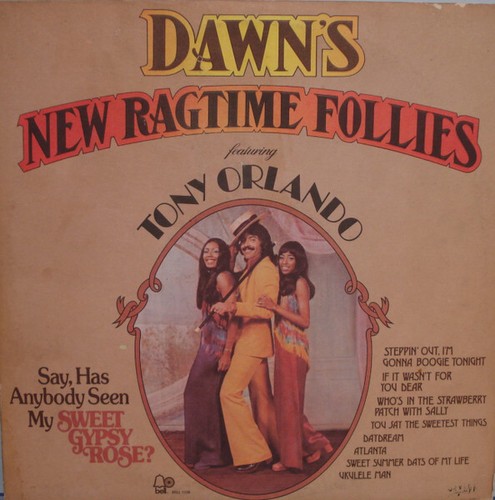 DAWN'S
NEW RAGTIME FOLLIES
featuring
TONY ORLANDO
Say, Has
Anybody Seen
My SWEET
GYPSY
ROSE?
STEPPIN' OUT, I'M
GONNA BOOGIE TONIGHT
IF IT WASN'T FOR
YOU DEAR
WHO'S IN THE STRAWBERRY
PATCH WITH SALLY
YOU SAY THE SWEETEST THINGS
DAYDREAM
ATLANTA
SWEET SUMMER DAYS OF MY LIFE
UKULELE MAN
bell